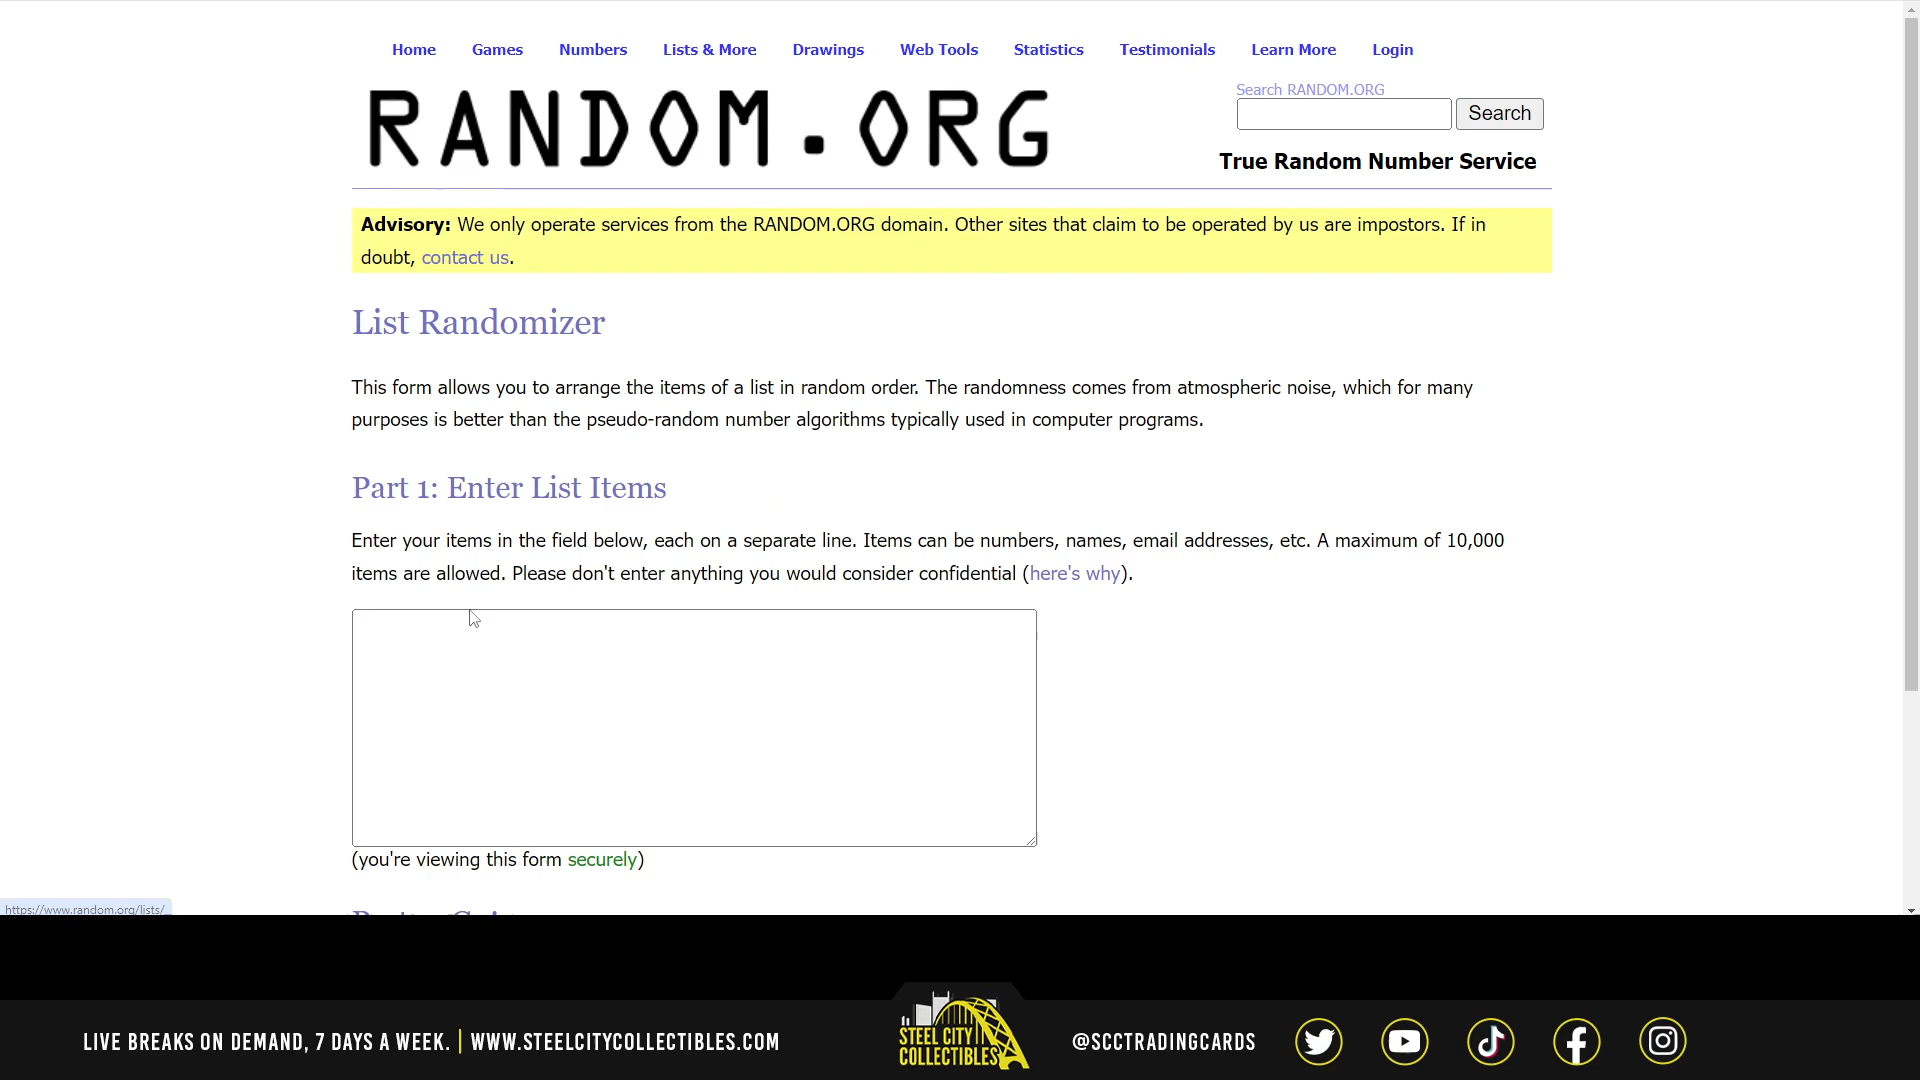 Home Games Numbers Lists & More Drawings Web Tools Statistics Testimonials Learn More Login
RANDOM.ORG
Search RANDOM.ORG
Search
True Random Number Service
Advisory: We only operate services from the RANDOM.ORG domain. Other sites that claim to be operated by us are impostors. If in
doubt, contact us.
List Randomizer
This form allows you to arrange the items of a list in random order. The randomness comes from atmospheric noise, which for many
purposes is better than the pseudo-random number algorithms typically used in computer programs.
Part 1: Enter List Items
Enter your items in the field below, each on a separate line. Items can be numbers, names, email addresses, etc. A maximum of 10,000
items are allowed. Please don't enter anything you would consider confidential (here's why).
(you're viewing this form securely)
https://www.random.org/lists/
LIVE BREAKS ON DEMAND, 7 DAYS A WEEK. | WWW.STEELCITYCOLLECTIBLES.COM
STEEL CITY
COLLECTIBLES
@SCCTRADINGCARDS